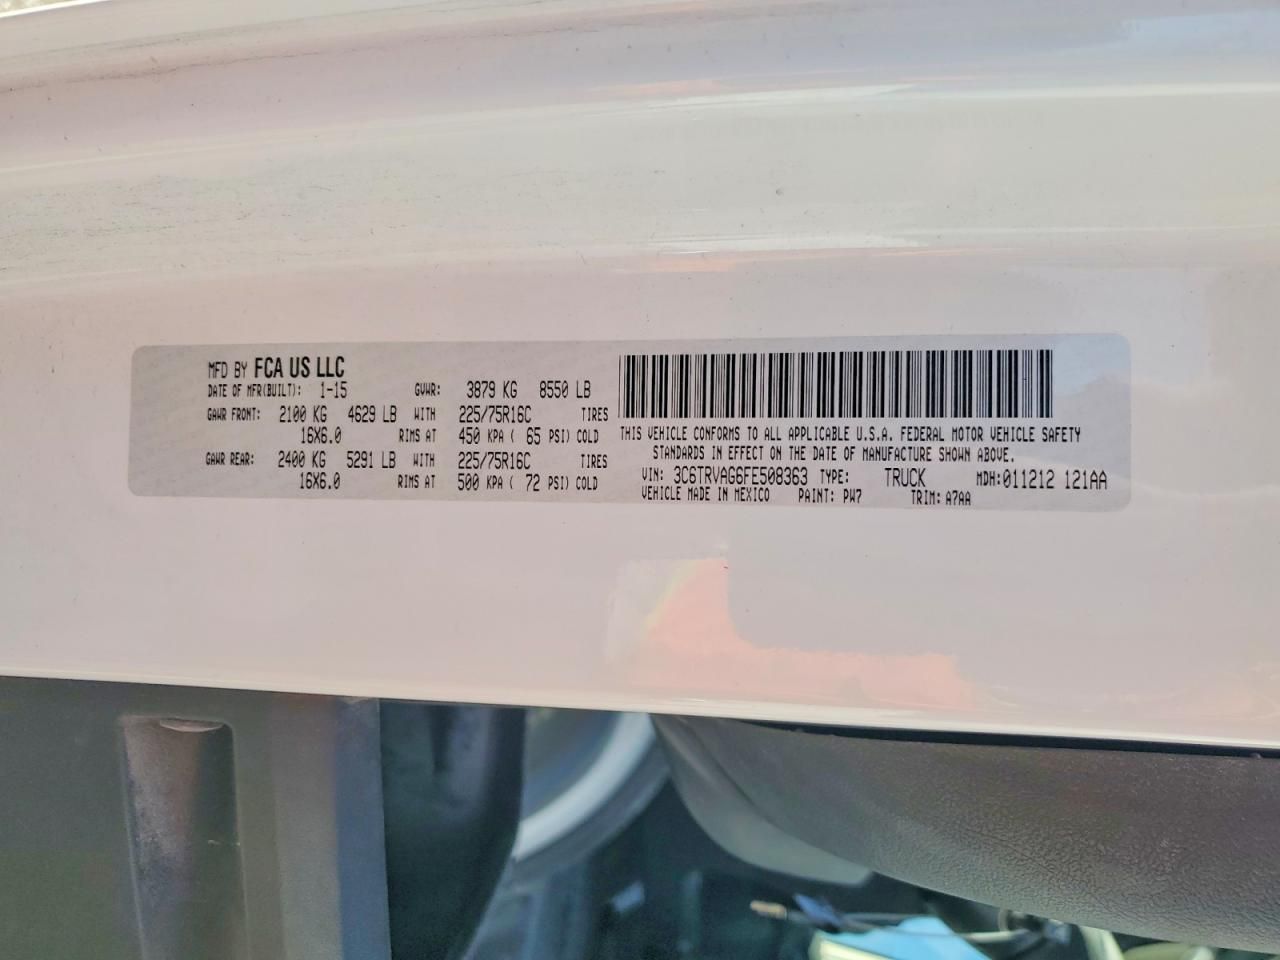 MFD BY FCA US LLC
DATE OF MFR(BUILT): 1-15 GVWR: 3879 KG 8550 LB
GAWR FRONT: 2100 KG 4629 LB WITH 225/75R16C TIRES
16X6.0 RIMS AT 450 KPA ( 65 PSI) COLD
GAWR REAR: 2400 KG 5291 LB WITH 225/75R16C TIRES
16X6.0 RIMS AT 500 KPA ( 72 PSI) COLD
THIS VEHICLE CONFORMS TO ALL APPLICABLE U.S.A. FEDERAL MOTOR VEHICLE SAFETY
STANDARDS IN EFFECT ON THE DATE OF MANUFACTURE SHOWN ABOVE.
VIN: 3C6TRVAG6FE508363 TYPE: TRUCK MDH:011212 121AA
VEHICLE MADE IN MEXICO PAINT: PW7 TRIM: A7AA